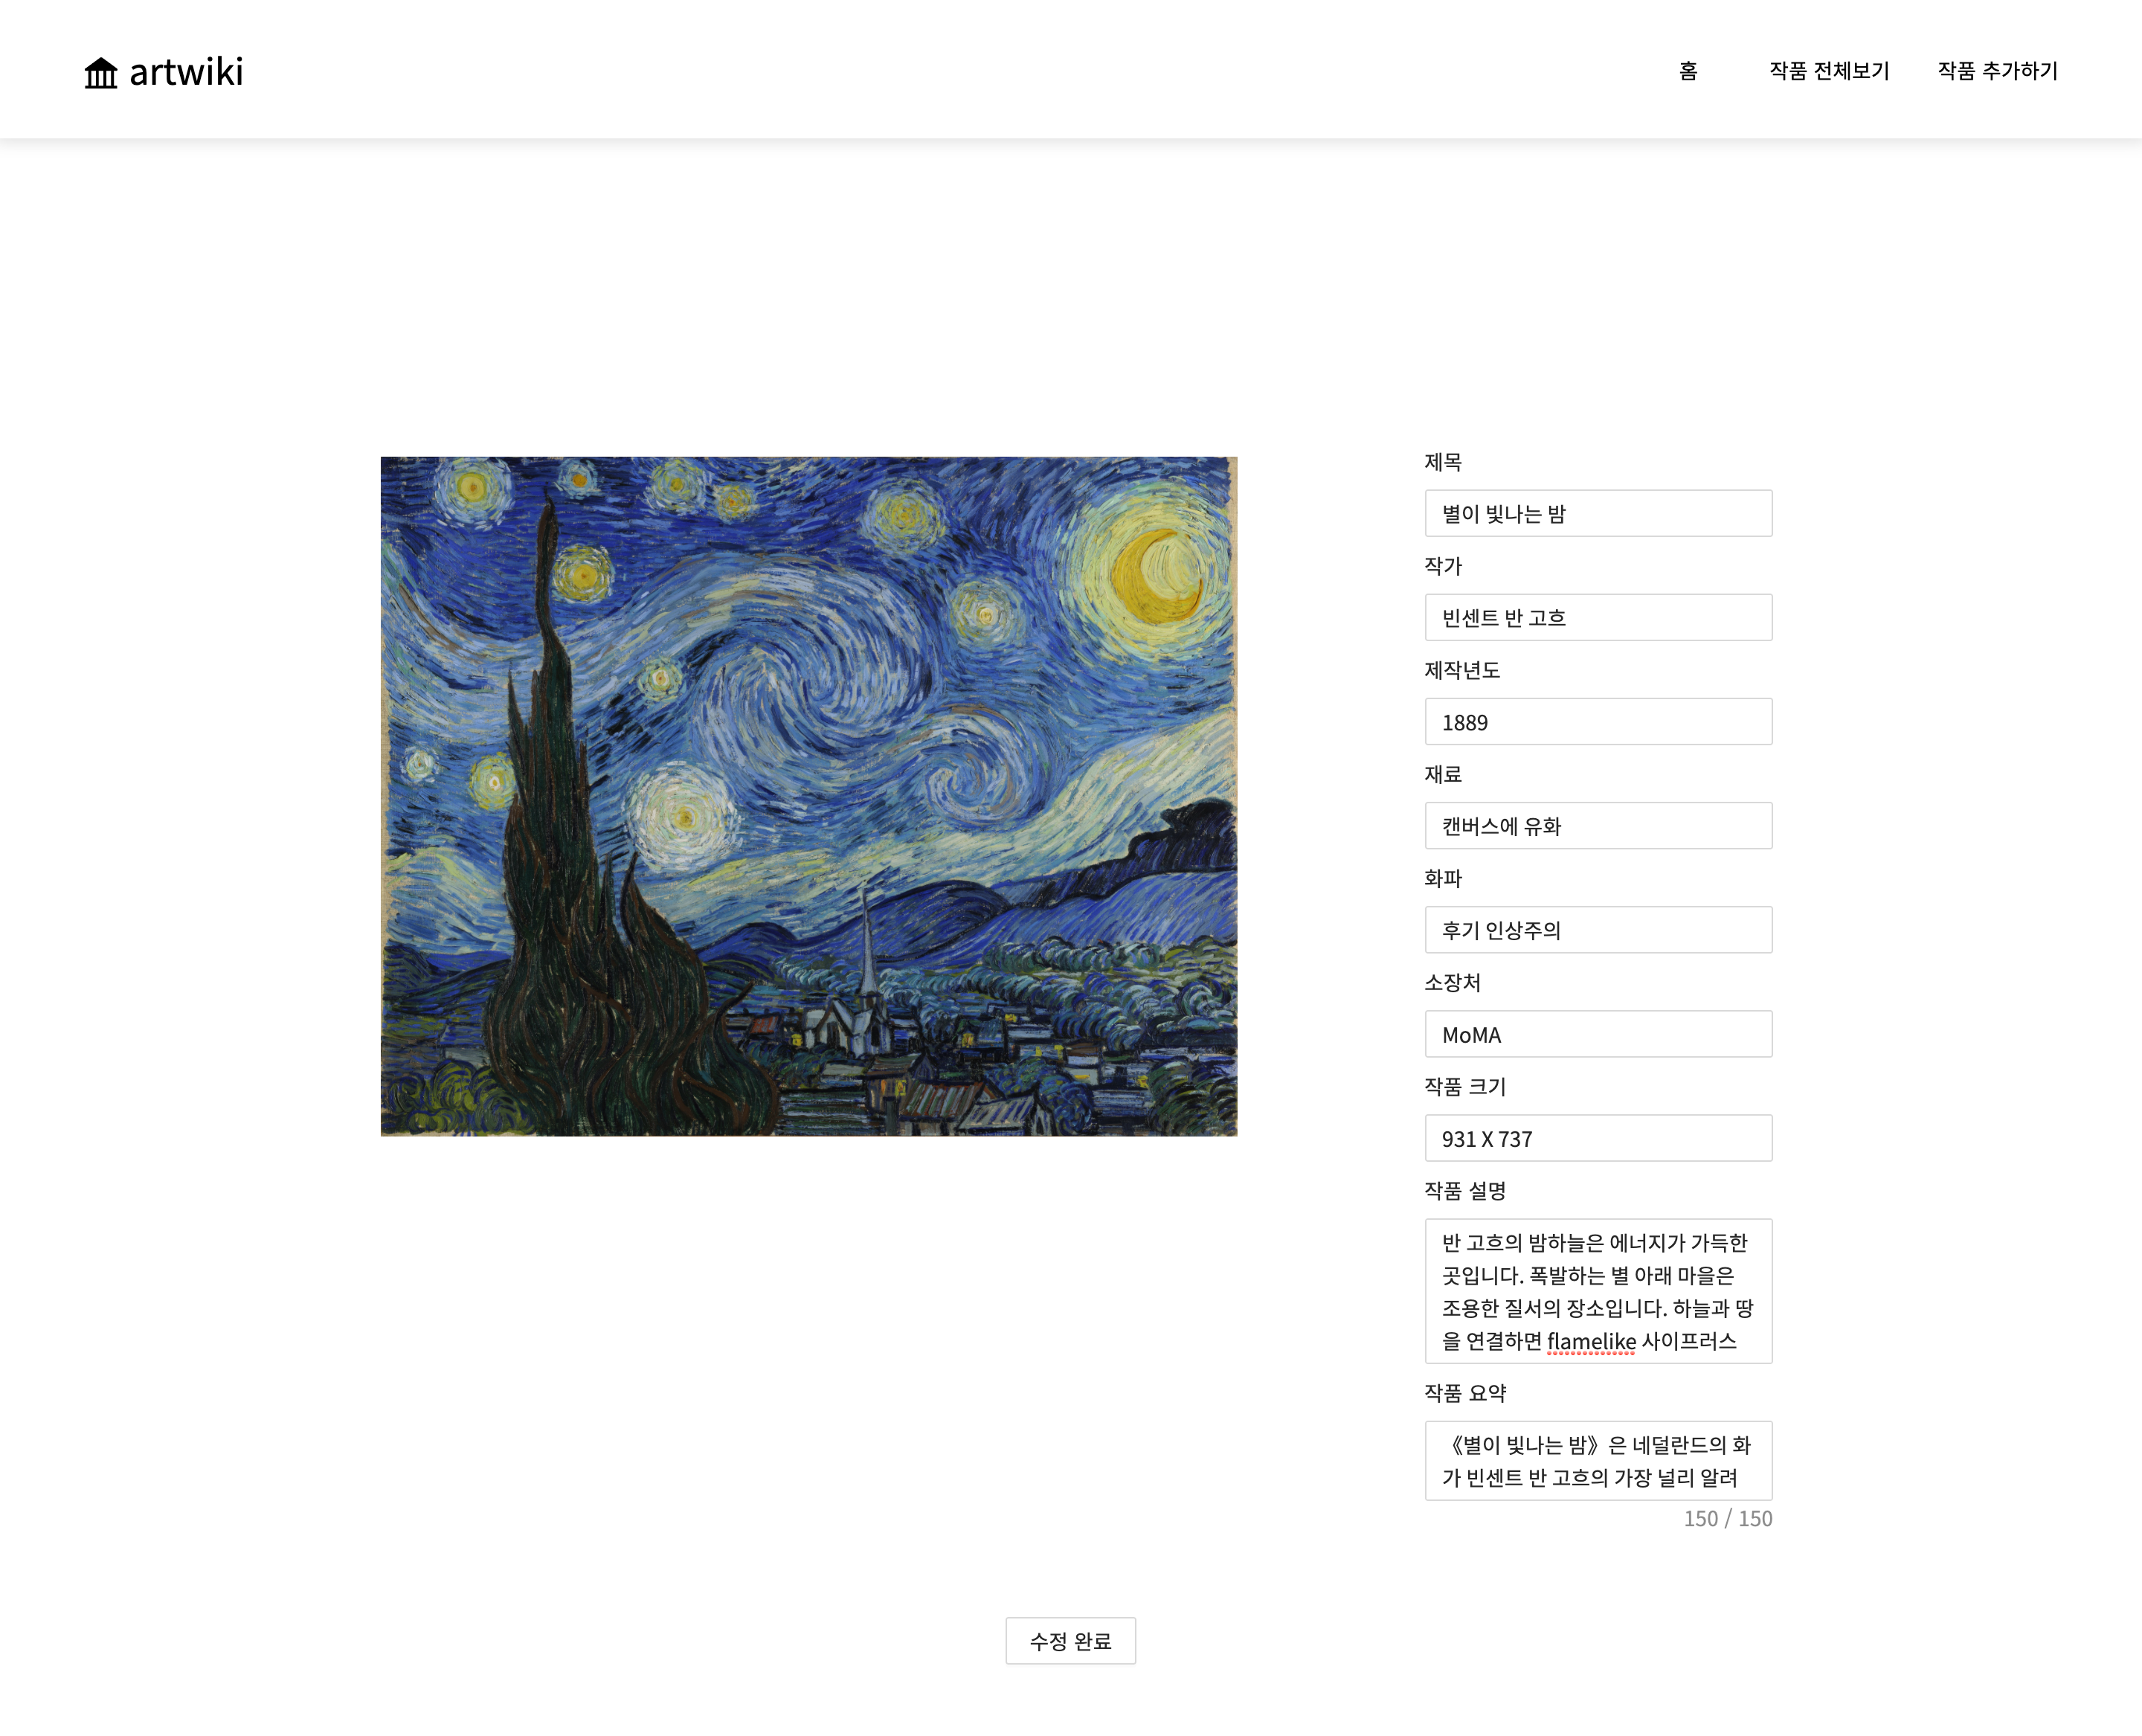 artwiki
홈 작품 전체보기 작품 추가하기
제목
별이 빛나는 밤
작가
빈센트 반 고흐
제작년도
1889
재료
캔버스에 유화
화파
후기 인상주의
소장처
MoMA
작품 크기
931 X 737
작품 설명
반 고흐의 밤하늘은 에너지가 가득한
곳입니다. 폭발하는 별 아래 마을은
조용한 질서의 장소입니다. 하늘과 땅
을 연결하면 flamelike 사이프러스
작품 요약
《별이 빛나는 밤》은 네덜란드의 화
가 빈센트 반 고흐의 가장 널리 알려
150 / 150
수정 완료